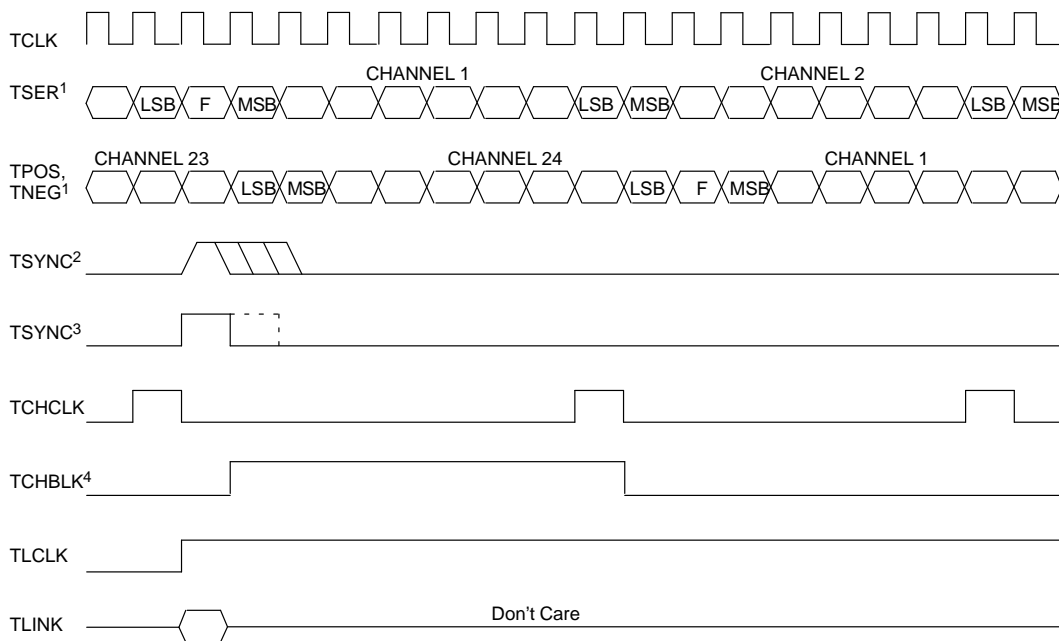 TCLK
CHANNEL 1 CHANNEL 2
TSER1 LSB F MSB LSB MSB LSB MSB
CHANNEL 23 CHANNEL 24 CHANNEL 1
TPOS,
TNEG1 LSB MSB LSB F MSB
TSYNC2
TSYNC3
TCHCLK
TCHBLK4
TLCLK
TLINK Don't Care